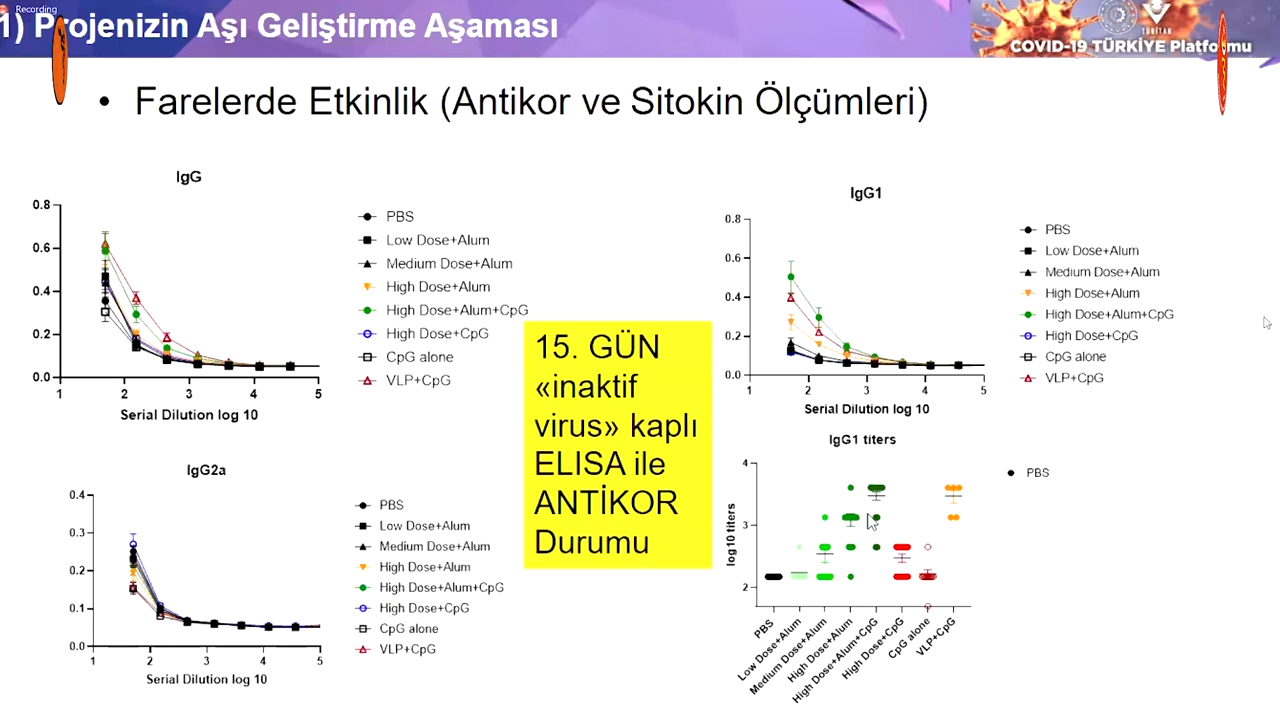 Recording
1) Projenizin Aşı Geliştirme Aşaması
TÜBİTAK
COVID-19 TÜRKİYE Platformu
• Farelerde Etkinlik (Antikor ve Sitokin Ölçümleri)
IgG
0.8
0.6
0.4
0.2
0.0
1 2 3 4 5
Serial Dilution log 10
PBS
Low Dose+Alum
Medium Dose+Alum
High Dose+Alum
High Dose+Alum+CpG
High Dose+CpG
CpG alone
VLP+CpG
IgG1
0.8
0.6
0.4
0.2
0.0
1 2 3 4 5
Serial Dilution log 10
PBS
Low Dose+Alum
Medium Dose+Alum
High Dose+Alum
High Dose+Alum+CpG
High Dose+CpG
CpG alone
VLP+CpG
15. GÜN
«inaktif
virus» kaplı
ELISA ile
ANTİKOR
Durumu
IgG2a
0.4
0.3
0.2
0.1
0.0
1 2 3 4 5
Serial Dilution log 10
PBS
Low Dose+Alum
Medium Dose+Alum
High Dose+Alum
High Dose+Alum+CpG
High Dose+CpG
CpG alone
VLP+CpG
IgG1 titers
log10 titers
4
3
2
PBS
Low Dose+Alum
Medium Dose+Alum
High Dose+Alum
High Dose+Alum+CpG
High Dose+CpG
CpG alone
VLP+CpG
PBS